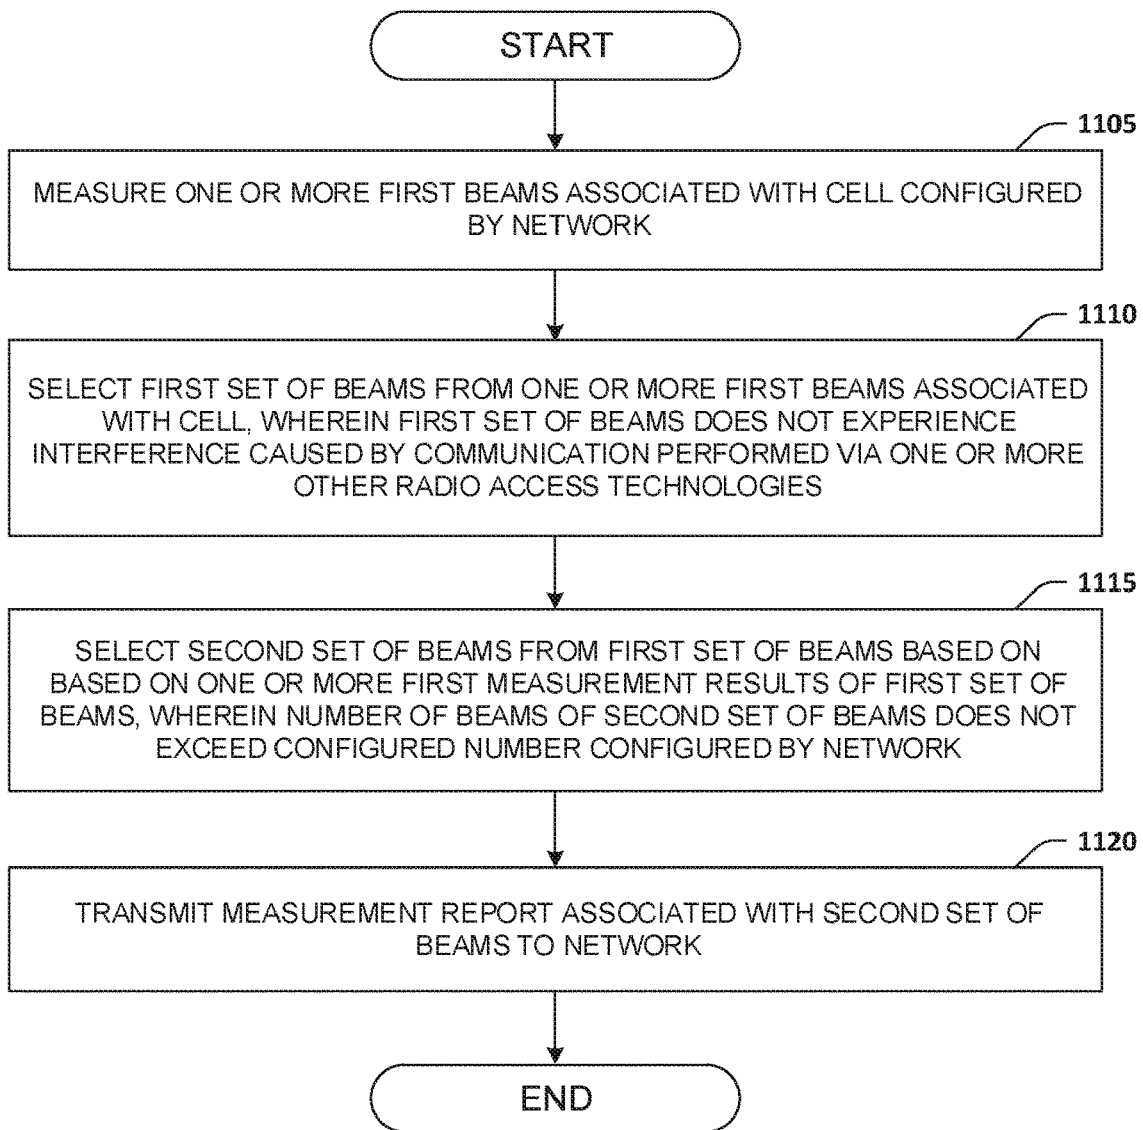 START
1105
MEASURE ONE OR MORE FIRST BEAMS ASSOCIATED WITH CELL CONFIGURED
BY NETWORK
1110
SELECT FIRST SET OF BEAMS FROM ONE OR MORE FIRST BEAMS ASSOCIATED
WITH CELL, WHEREIN FIRST SET OF BEAMS DOES NOT EXPERIENCE
INTERFERENCE CAUSED BY COMMUNICATION PERFORMED VIA ONE OR MORE
OTHER RADIO ACCESS TECHNOLOGIES
1115
SELECT SECOND SET OF BEAMS FROM FIRST SET OF BEAMS BASED ON
BASED ON ONE OR MORE FIRST MEASUREMENT RESULTS OF FIRST SET OF
BEAMS, WHEREIN NUMBER OF BEAMS OF SECOND SET OF BEAMS DOES NOT
EXCEED CONFIGURED NUMBER CONFIGURED BY NETWORK
1120
TRANSMIT MEASUREMENT REPORT ASSOCIATED WITH SECOND SET OF
BEAMS TO NETWORK
END